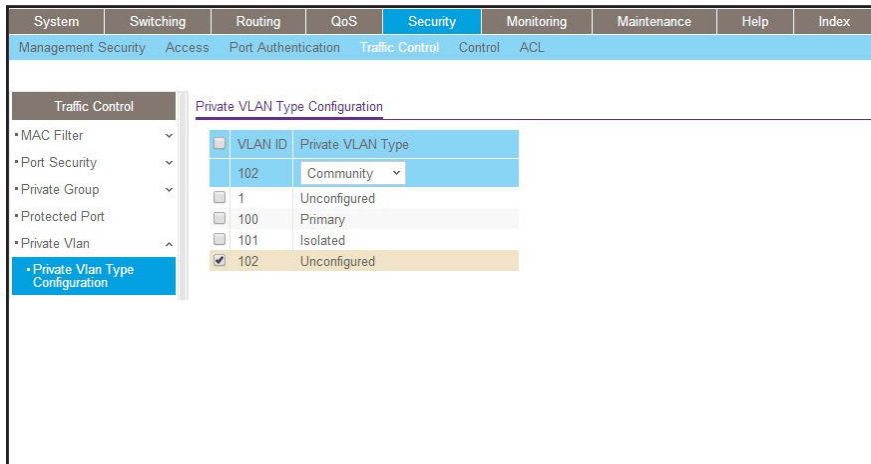 System Switching Routing QoS Security Monitoring Maintenance Help Index
Management Security Access Port Authentication Traffic Control Control ACL
Traffic Control
• MAC Filter
• Port Security
• Private Group
• Protected Port
• Private Vlan
• Private Vlan Type
Configuration
Private VLAN Type Configuration
VLAN ID Private VLAN Type
102 Community
1 Unconfigured
100 Primary
101 Isolated
102 Unconfigured